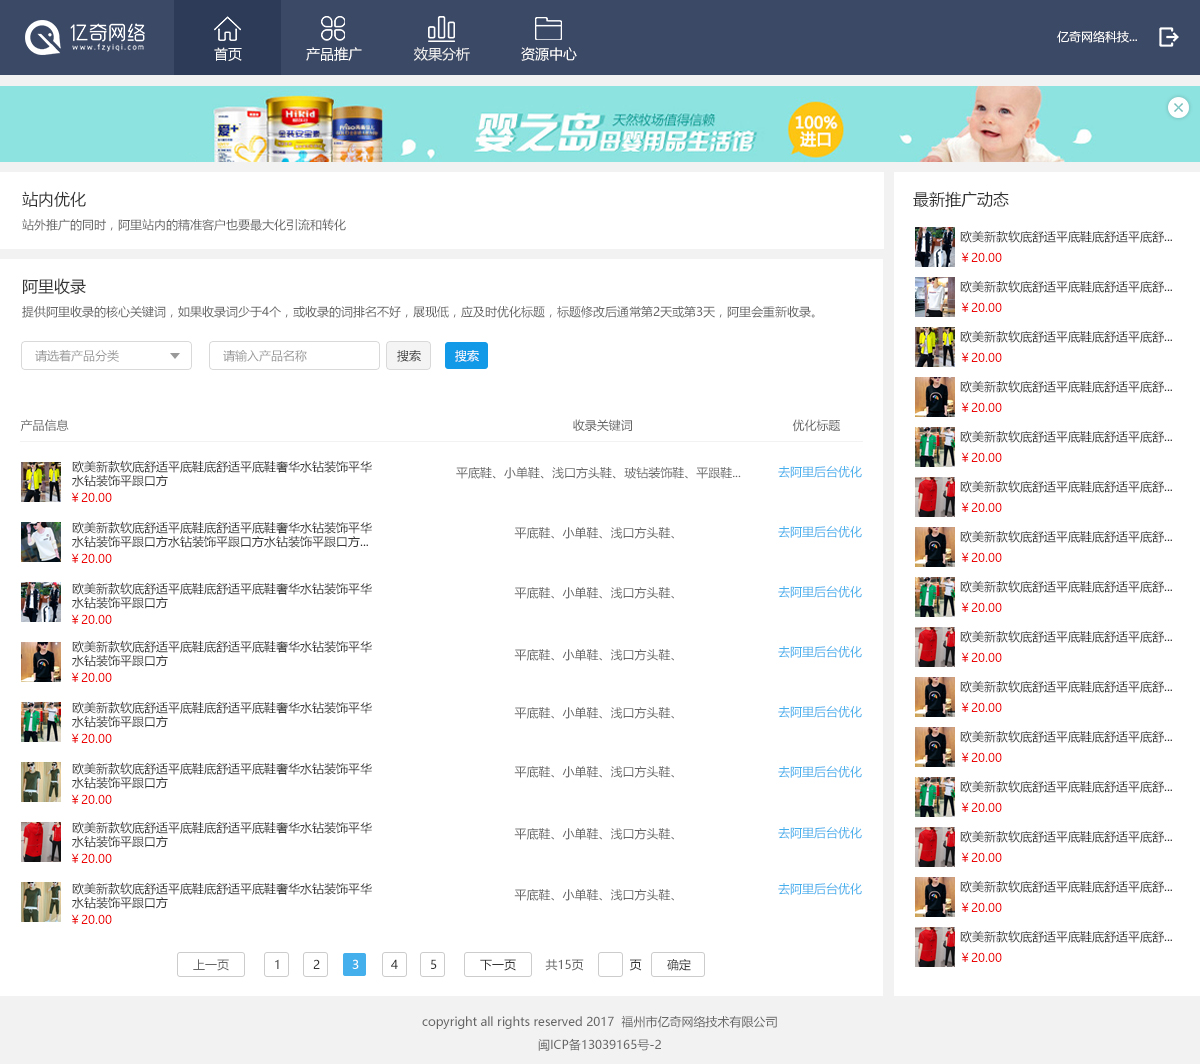 亿奇网络
www.fzyiqi.com
首页
产品推广
效果分析
资源中心
亿奇网络科技...
爱+
Hikid
金装安宝素
Friso
婴之岛
天然牧场值得信赖
母婴用品生活馆
100%
进口
站内优化
站外推广的同时，阿里站内的精准客户也要最大化引流和转化
阿里收录
提供阿里收录的核心关键词，如果收录词少于4个，或收录的词排名不好，展现低，应及时优化标题，标题修改后通常第2天或第3天，阿里会重新收录。
请选着产品分类
请输入产品名称
搜索
搜索
产品信息
收录关键词
优化标题
欧美新款软底舒适平底鞋底舒适平底鞋奢华水钻装饰平华
水钻装饰平跟口方
￥20.00
平底鞋、小单鞋、浅口方头鞋、玻钻装饰鞋、平跟鞋...
去阿里后台优化
欧美新款软底舒适平底鞋底舒适平底鞋奢华水钻装饰平华
水钻装饰平跟口方水钻装饰平跟口方水钻装饰平跟口方...
￥20.00
平底鞋、小单鞋、浅口方头鞋、
去阿里后台优化
欧美新款软底舒适平底鞋底舒适平底鞋奢华水钻装饰平华
水钻装饰平跟口方
￥20.00
平底鞋、小单鞋、浅口方头鞋、
去阿里后台优化
欧美新款软底舒适平底鞋底舒适平底鞋奢华水钻装饰平华
水钻装饰平跟口方
￥20.00
平底鞋、小单鞋、浅口方头鞋、
去阿里后台优化
欧美新款软底舒适平底鞋底舒适平底鞋奢华水钻装饰平华
水钻装饰平跟口方
￥20.00
平底鞋、小单鞋、浅口方头鞋、
去阿里后台优化
欧美新款软底舒适平底鞋底舒适平底鞋奢华水钻装饰平华
水钻装饰平跟口方
￥20.00
平底鞋、小单鞋、浅口方头鞋、
去阿里后台优化
欧美新款软底舒适平底鞋底舒适平底鞋奢华水钻装饰平华
水钻装饰平跟口方
￥20.00
平底鞋、小单鞋、浅口方头鞋、
去阿里后台优化
欧美新款软底舒适平底鞋底舒适平底鞋奢华水钻装饰平华
水钻装饰平跟口方
￥20.00
平底鞋、小单鞋、浅口方头鞋、
去阿里后台优化
上一页
1
2
3
4
5
下一页
共15页
页
确定
最新推广动态
欧美新款软底舒适平底鞋底舒适平底舒...
￥20.00
欧美新款软底舒适平底鞋底舒适平底舒...
￥20.00
欧美新款软底舒适平底鞋底舒适平底舒...
￥20.00
欧美新款软底舒适平底鞋底舒适平底舒...
￥20.00
欧美新款软底舒适平底鞋底舒适平底舒...
￥20.00
欧美新款软底舒适平底鞋底舒适平底舒...
￥20.00
欧美新款软底舒适平底鞋底舒适平底舒...
￥20.00
欧美新款软底舒适平底鞋底舒适平底舒...
￥20.00
欧美新款软底舒适平底鞋底舒适平底舒...
￥20.00
欧美新款软底舒适平底鞋底舒适平底舒...
￥20.00
欧美新款软底舒适平底鞋底舒适平底舒...
￥20.00
欧美新款软底舒适平底鞋底舒适平底舒...
￥20.00
欧美新款软底舒适平底鞋底舒适平底舒...
￥20.00
欧美新款软底舒适平底鞋底舒适平底舒...
￥20.00
欧美新款软底舒适平底鞋底舒适平底舒...
￥20.00
copyright all rights reserved 2017 福州市亿奇网络技术有限公司
闽ICP备13039165号-2